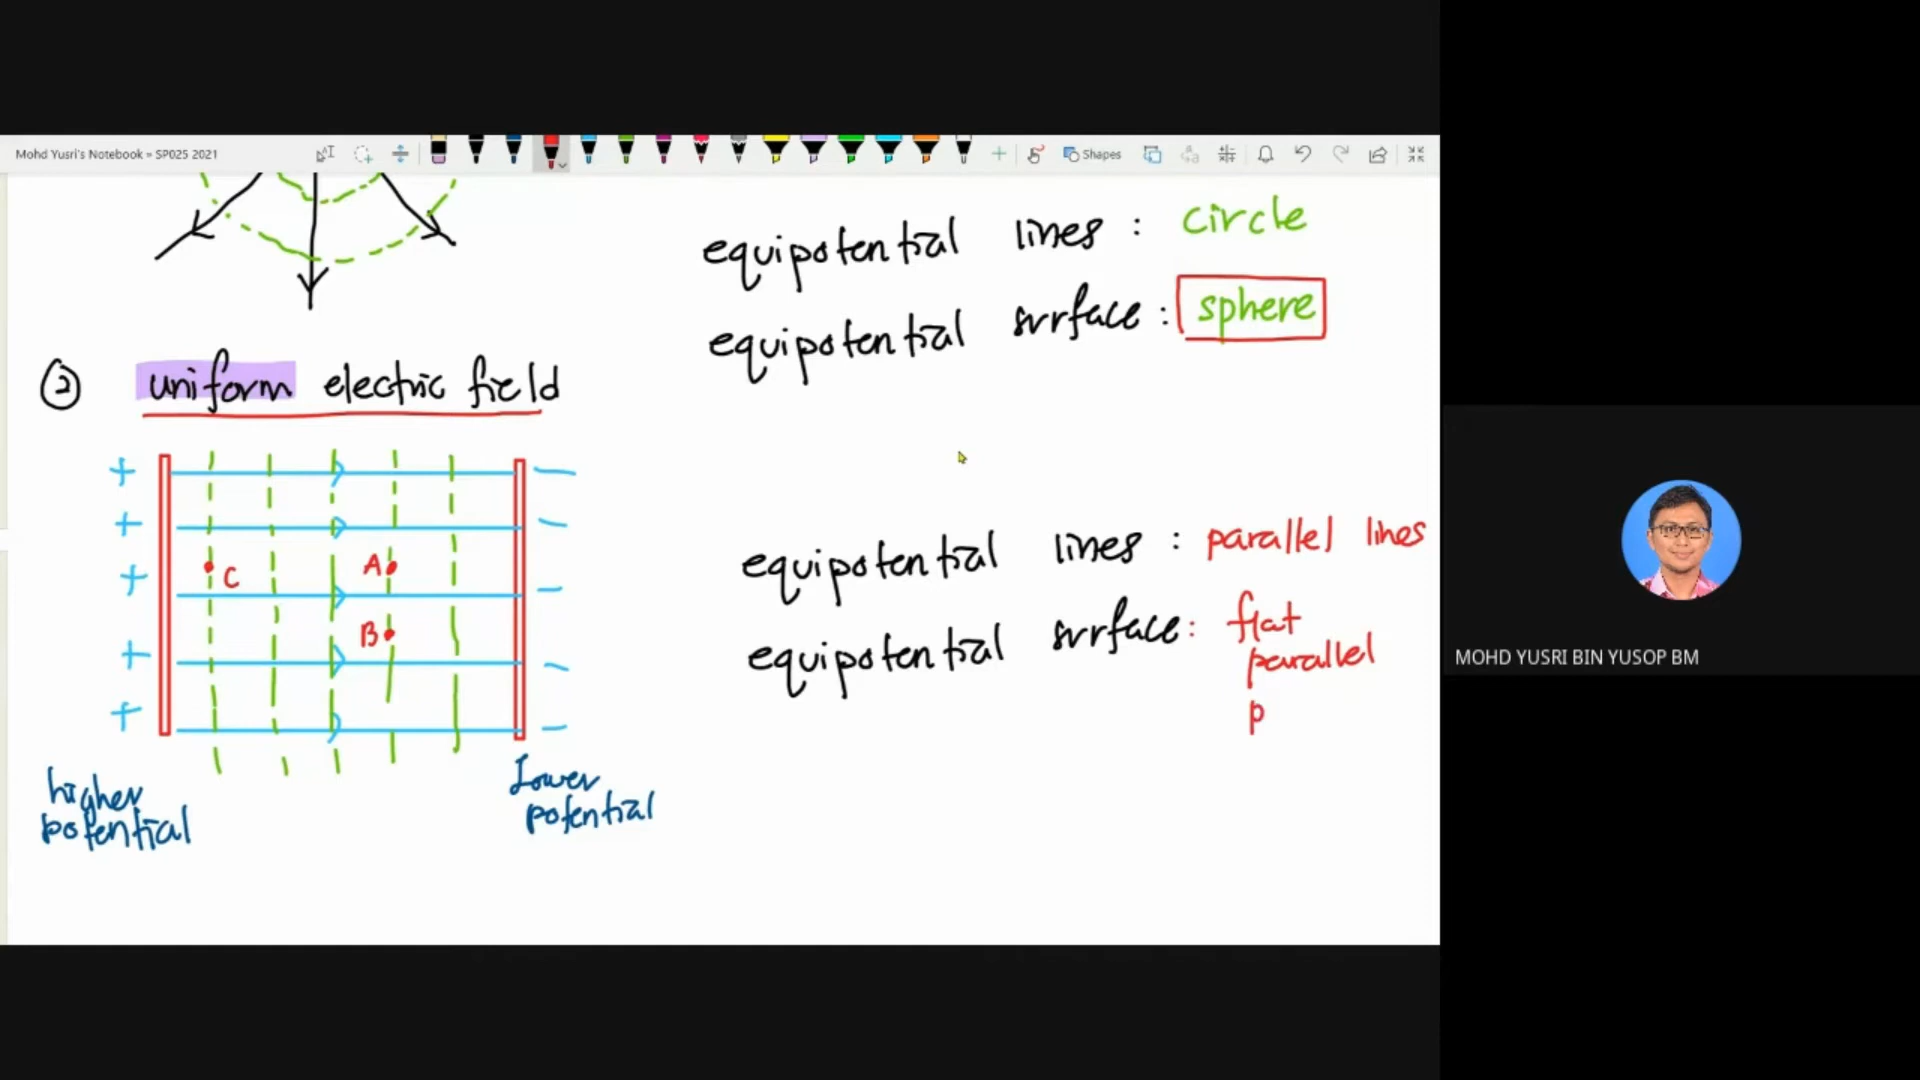 Mohd Yusri's Notebook » SP025 2021
Shapes
equipotential lines : circle
equipotential surface : sphere
② uniform electric field
+ −
+ −
C A
+ −
B
+ −
+ −
higher potential
Lower potential
equipotential lines : parallel lines
equipotential surface : flat
parallel
p
MOHD YUSRI BIN YUSOP BM